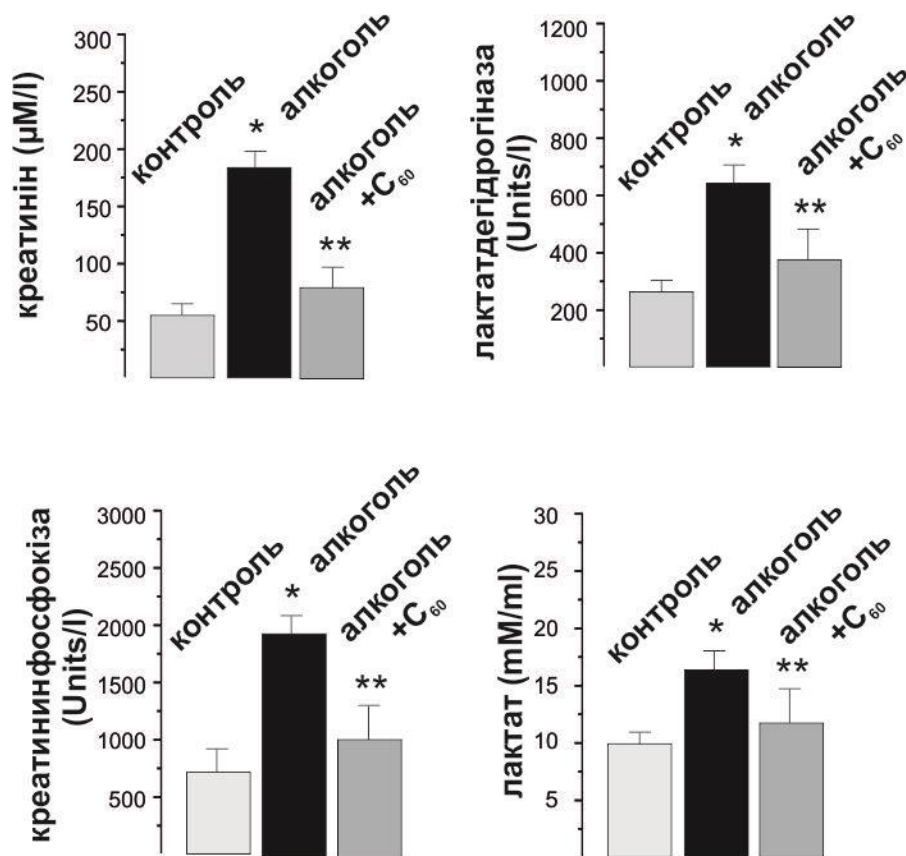 креатинін (µM/l)
300
250
200
150
100
50
контроль
*
алкоголь
**
алкоголь
+C₆₀
лактатдегідрогіназа
(Units/l)
1200
1000
800
600
400
200
контроль
*
алкоголь
**
алкоголь
+C₆₀
креатининфосфокіза
(Units/l)
3000
2500
2000
1500
1000
500
контроль
*
алкоголь
**
алкоголь
+C₆₀
лактат (mM/ml)
30
25
20
15
10
5
контроль
*
алкоголь
**
алкоголь
+C₆₀